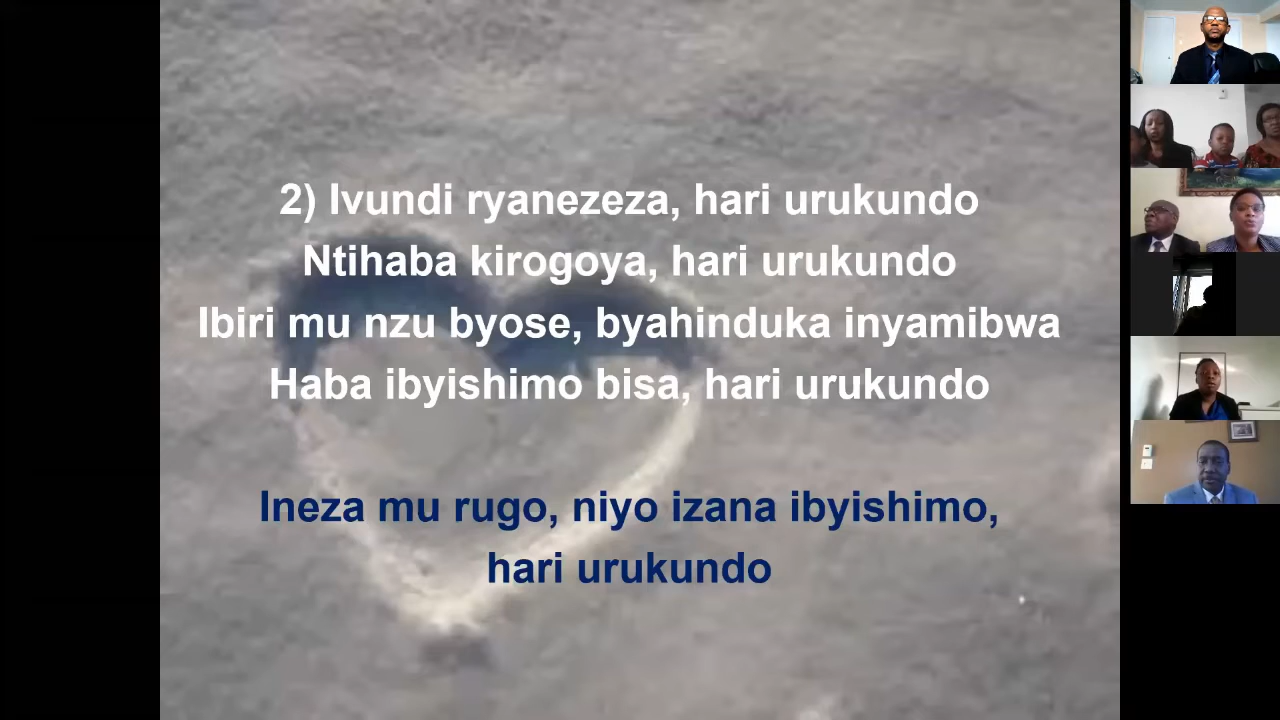 2) Ivundi ryanezeza, hari urukundo
Ntihaba kirogoya, hari urukundo
Ibiri mu nzu byose, byahinduka inyamibwa
Haba ibyishimo bisa, hari urukundo
Ineza mu rugo, niyo izana ibyishimo,
hari urukundo